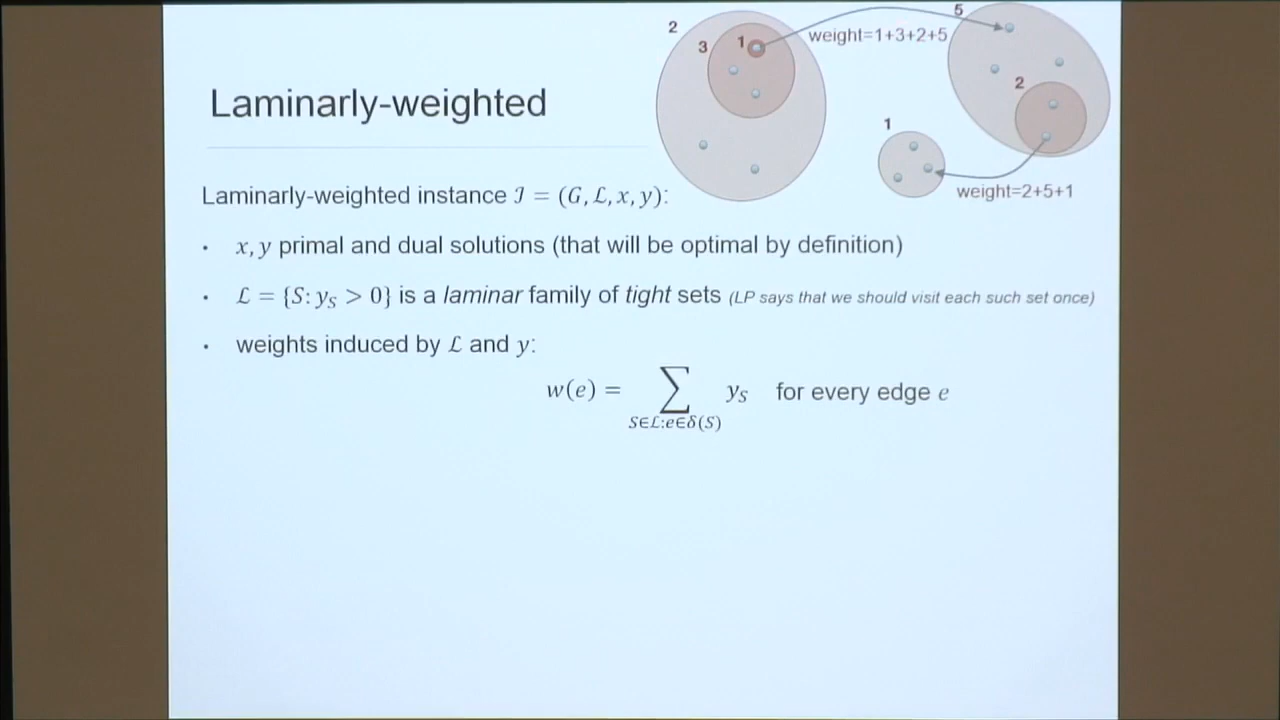 2
3
1
weight=1+3+2+5
5
2
1
weight=2+5+1
Laminarly-weighted
Laminarly-weighted instance ℐ = (G, ℒ, x, y):
• x, y primal and dual solutions (that will be optimal by definition)
• ℒ = {S: y_S > 0} is a laminar family of tight sets (LP says that we should visit each such set once)
• weights induced by ℒ and y:
w(e) = ∑_{S∈ℒ:e∈δ(S)} y_S for every edge e